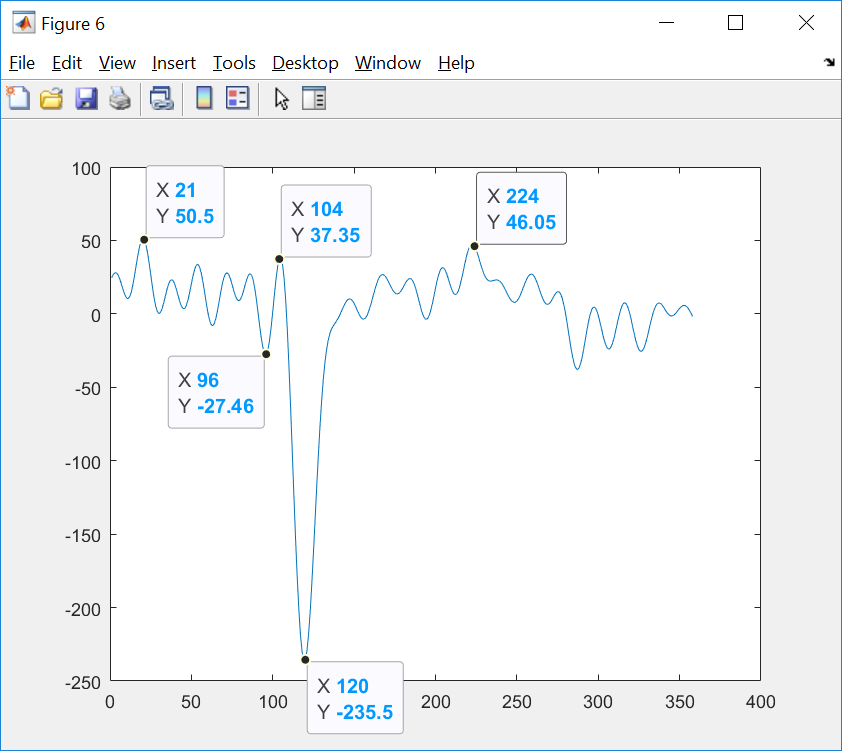 Figure 6
File Edit View Insert Tools Desktop Window Help
X 21
Y 50.5
X 104
Y 37.35
X 224
Y 46.05
X 96
Y -27.46
X 120
Y -235.5
100
50
0
-50
-100
-150
-200
-250
0 50 100 200 250 300 350 400